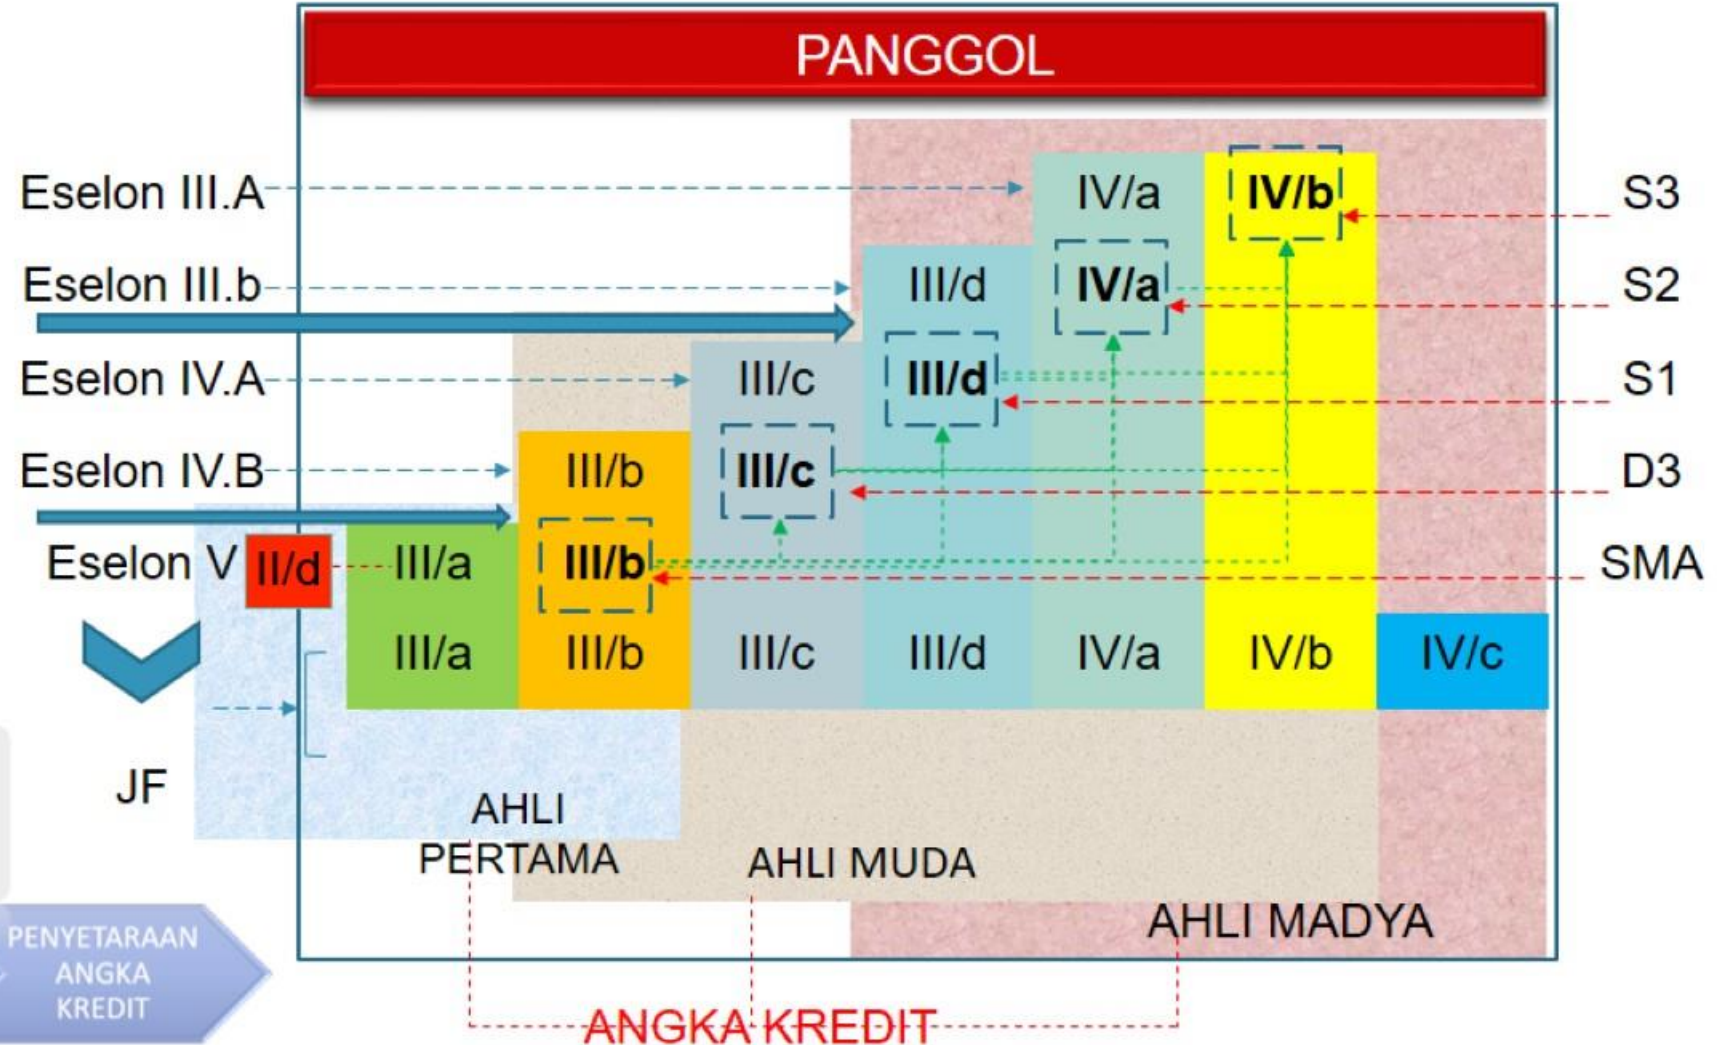 PANGGOL
Eselon III.A IV/a IV/b S3
Eselon III.b III/d IV/a S2
Eselon IV.A III/c III/d S1
Eselon IV.B III/b III/c D3
Eselon V II/d III/a III/b SMA
III/a III/b III/c III/d IV/a IV/b IV/c
JF
AHLI
PERTAMA
AHLI MUDA
AHLI MADYA
PENYETARAAN
ANGKA
KREDIT
ANGKA KREDIT